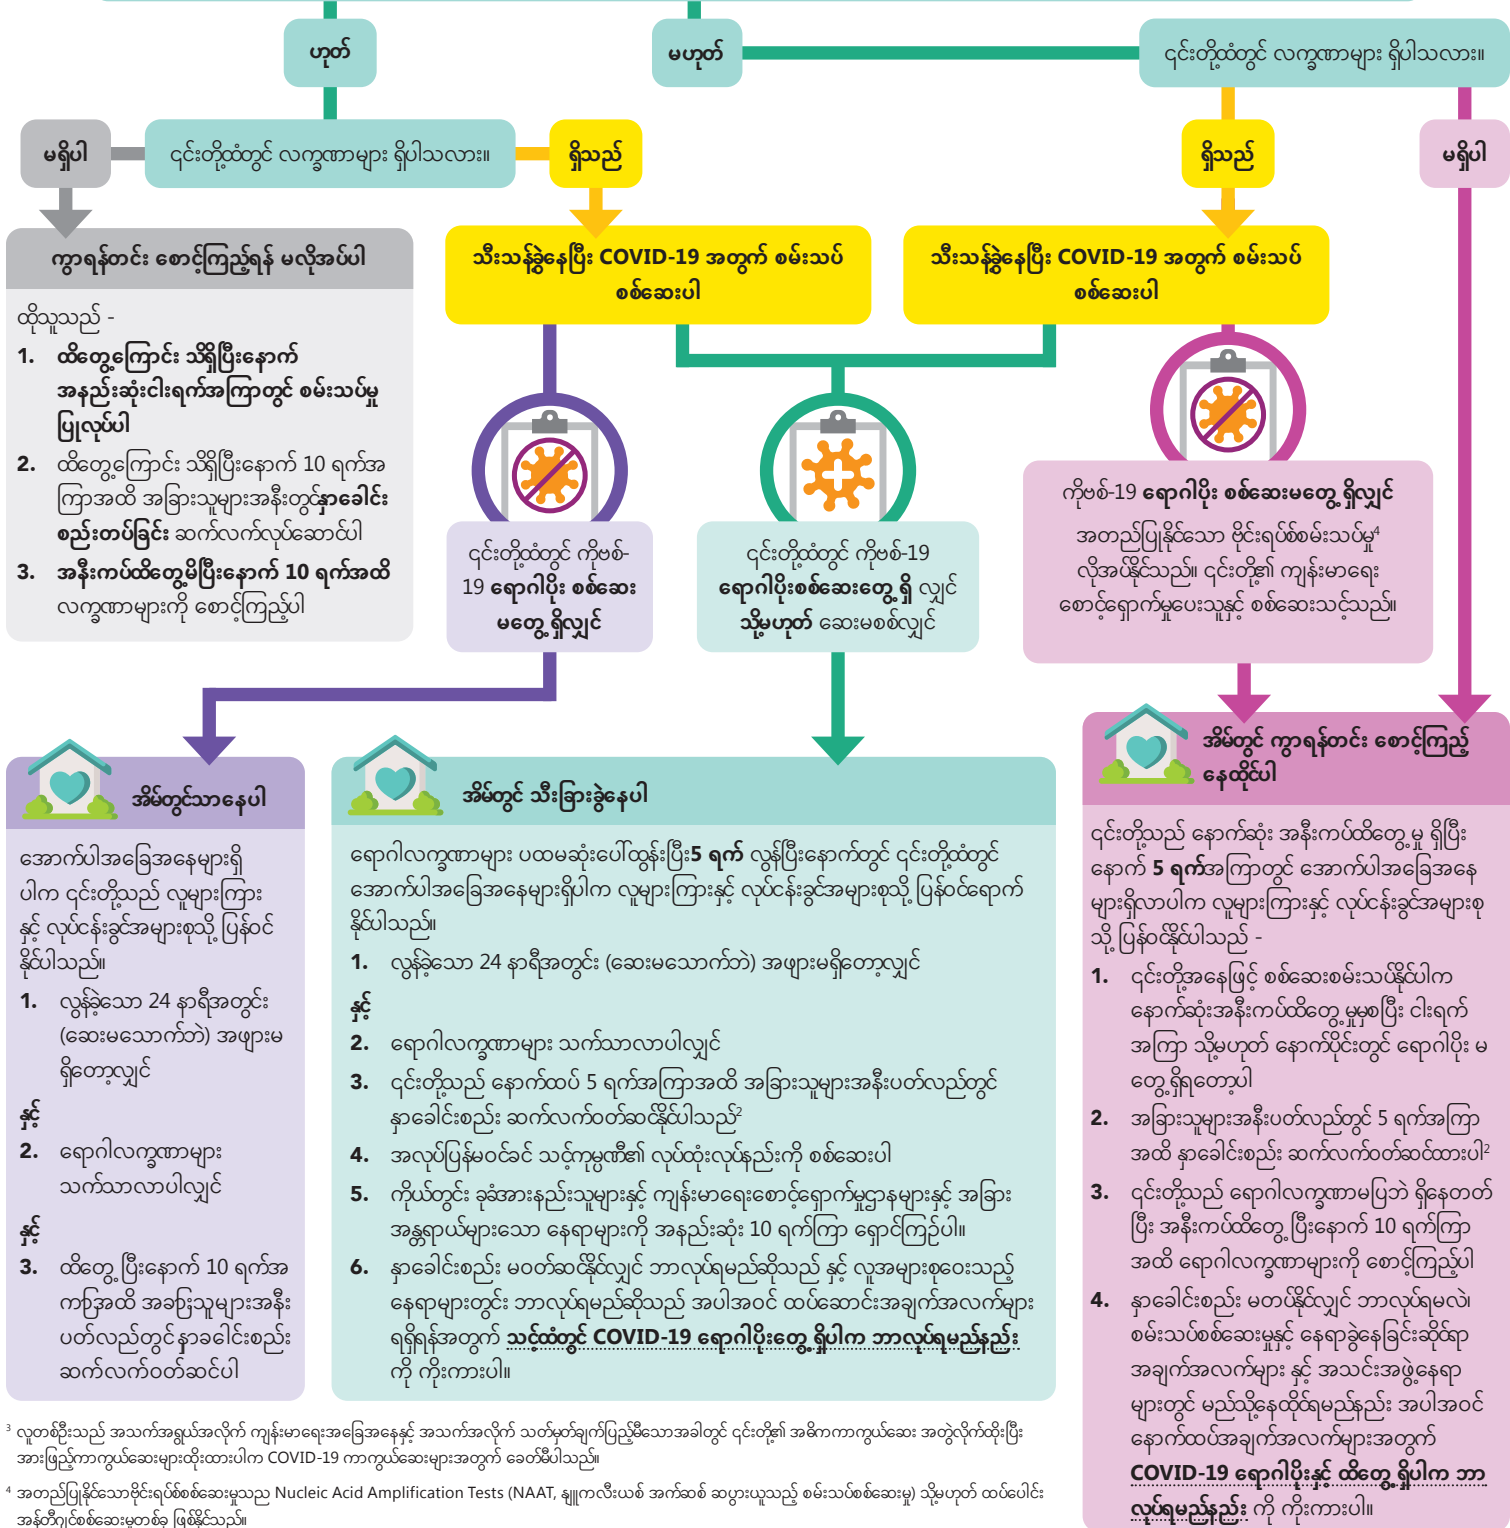 ဟုတ်
မဟုတ်
၎င်းတို့ထံတွင် လက္ခဏာများ ရှိပါသလား။
မရှိပါ
၎င်းတို့ထံတွင် လက္ခဏာများ ရှိပါသလား။
ရှိသည်
ရှိသည်
မရှိပါ
ကွာရန်တင်း စောင့်ကြည့်ရန် မလိုအပ်ပါ
ထိုသူသည် -
1. ထိတွေ့ကြောင်း သိရှိပြီးနောက်
အနည်းဆုံးငါးရက်အကြာတွင် စမ်းသပ်မှု
ပြုလုပ်ပါ
2. ထိတွေ့ကြောင်း သိရှိပြီးနောက် 10 ရက်အ
ကြာအထိ အခြားသူများအနီးတွင်နှာခေါင်း
စည်းတပ်ခြင်း ဆက်လက်လုပ်ဆောင်ပါ
3. အနီးကပ်ထိတွေ့မိပြီးနောက် 10 ရက်အထိ
လက္ခဏာများကို စောင့်ကြည့်ပါ
သီးသန့်ခွဲနေပြီး COVID-19 အတွက် စမ်းသပ်
စစ်ဆေးပါ
သီးသန့်ခွဲနေပြီး COVID-19 အတွက် စမ်းသပ်
စစ်ဆေးပါ
၎င်းတို့ထံတွင် ကိုဗစ်-
19 ရောဂါပိုး စစ်ဆေး
မတွေ့ရှိလျှင်
၎င်းတို့ထံတွင် ကိုဗစ်-19
ရောဂါပိုးစစ်ဆေးတွေ့ရှိ လျှင်
သို့မဟုတ် ဆေးမစစ်လျှင်
ကိုဗစ်-19 ရောဂါပိုး စစ်ဆေးမတွေ့ရှိလျှင်
အတည်ပြုနိုင်သော ဗိုင်းရပ်စ်စမ်းသပ်မှု⁴
လိုအပ်နိုင်သည်။ ၎င်းတို့၏ ကျန်းမာရေး
စောင့်ရှောက်မှုပေးသူနှင့် စစ်ဆေးသင့်သည်။
အိမ်တွင်သာနေပါ
အောက်ပါအခြေအနေများရှိ
ပါက ၎င်းတို့သည် လူများကြား
နှင့် လုပ်ငန်းခွင်အများစုသို့ ပြန်ဝင်
နိုင်ပါသည်။
1. လွန်ခဲ့သော 24 နာရီအတွင်း
(ဆေးမသောက်ဘဲ) အဖျားမ
ရှိတော့လျှင်
နှင့်
2. ရောဂါလက္ခဏာများ
သက်သာလာပါလျှင်
နှင့်
3. ထိတွေ့ပြီးနောက် 10 ရက်အ
ကြာအထိ အခြားသူများအနီး
ပတ်လည်တွင်နှာခေါင်းစည်း
ဆက်လက်ဝတ်ဆင်ပါ
အိမ်တွင် သီးခြားခွဲနေပါ
ရောဂါလက္ခဏာများ ပထမဆုံးပေါ်ထွန်းပြီး5 ရက် လွန်ပြီးနောက်တွင် ၎င်းတို့ထံတွင်
အောက်ပါအခြေအနေများရှိပါက လူများကြားနှင့် လုပ်ငန်းခွင်အများစုသို့ ပြန်ဝင်ရောက်
နိုင်ပါသည်။
1. လွန်ခဲ့သော 24 နာရီအတွင်း (ဆေးမသောက်ဘဲ) အဖျားမရှိတော့လျှင်
နှင့်
2. ရောဂါလက္ခဏာများ သက်သာလာပါလျှင်
3. ၎င်းတို့သည် နောက်ထပ် 5 ရက်အကြာအထိ အခြားသူများအနီးပတ်လည်တွင်
နှာခေါင်းစည်း ဆက်လက်ဝတ်ဆင်နိုင်ပါသည်²
4. အလုပ်ပြန်မဝင်ခင် သင့်ကုမ္ပဏီ၏ လုပ်ထုံးလုပ်နည်းကို စစ်ဆေးပါ
5. ကိုယ်တွင်း ခုခံအားနည်းသူများနှင့် ကျန်းမာရေးစောင့်ရှောက်မှုဌာနများနှင့် အခြား
အန္တရာယ်များသော နေရာများကို အနည်းဆုံး 10 ရက်ကြာ ရှောင်ကြဉ်ပါ။
6. နှာခေါင်းစည်း မဝတ်ဆင်နိုင်လျှင် ဘာလုပ်ရမည်ဆိုသည် နှင့် လူအများစုဝေးသည့်
နေရာများတွင်း ဘာလုပ်ရမည်ဆိုသည် အပါအဝင် ထပ်ဆောင်းအချက်အလက်များ
ရရှိရန်အတွက် သင့်ထံတွင် COVID-19 ရောဂါပိုးတွေ့ရှိပါက ဘာလုပ်ရမည်နည်း
ကို ကိုးကားပါ။
အိမ်တွင် ကွာရန်တင်း စောင့်ကြည့်
နေထိုင်ပါ
၎င်းတို့သည် နောက်ဆုံး အနီးကပ်ထိတွေ့မှု ရှိပြီး
နောက် 5 ရက်အကြာတွင် အောက်ပါအခြေအနေ
များရှိလာပါက လူများကြားနှင့် လုပ်ငန်းခွင်အများစု
သို့ ပြန်ဝင်နိုင်ပါသည် -
1. ၎င်းတို့အနေဖြင့် စစ်ဆေးစမ်းသပ်နိုင်ပါက
နောက်ဆုံးအနီးကပ်ထိတွေ့မှုမှစပြီး ငါးရက်
အကြာ သို့မဟုတ် နောက်ပိုင်းတွင် ရောဂါပိုး မ
တွေ့ရှိရတော့ပါ
2. အခြားသူများအနီးပတ်လည်တွင် 5 ရက်အကြာ
အထိ နှာခေါင်းစည်း ဆက်လက်ဝတ်ဆင်ထားပါ²
3. ၎င်းတို့သည် ရောဂါလက္ခဏာမပြဘဲ ရှိနေတတ်
ပြီး အနီးကပ်ထိတွေ့ပြီးနောက် 10 ရက်ကြာ
အထိ ရောဂါလက္ခဏာများကို စောင့်ကြည့်ပါ
4. နှာခေါင်းစည်း မတပ်နိုင်လျှင် ဘာလုပ်ရမလဲ၊
စမ်းသပ်စစ်ဆေးမှုနှင့် နေရာခွဲနေခြင်းဆိုင်ရာ
အချက်အလက်များ နှင့် အသင်းအဖွဲ့နေရာ
များတွင် မည်သို့နေထိုင်ရမည်နည်း အပါအဝင်
နောက်ထပ်အချက်အလက်များအတွက်
COVID-19 ရောဂါပိုးနှင့် ထိတွေ့ရှိပါက ဘာ
လုပ်ရမည်နည်း ကို ကိုးကားပါ။
³ လူတစ်ဦးသည် အသက်အရွယ်အလိုက် ကျန်းမာရေးအခြေအနေနှင့် အသက်အလိုက် သတ်မှတ်ချက်ပြည့်မီသောအခါတွင် ၎င်းတို့၏ အဓိကကာကွယ်ဆေး အတွဲလိုက်ထိုးပြီး
အားဖြည့်ကာကွယ်ဆေးများထိုးထားပါက COVID-19 ကာကွယ်ဆေးများအတွက် ခေတ်မီပါသည်။
⁴ အတည်ပြုနိုင်သောဗိုင်းရပ်စ်စစ်ဆေးမှုသည Nucleic Acid Amplification Tests (NAAT, နျူကလီးယစ် အက်ဆစ် ဆပွားယူသည့် စမ်းသပ်စစ်ဆေးမှု) သို့မဟုတ် ထပ်ပေါင်း
အန်တီဂျင်စစ်ဆေးမှုတစ်ခု ဖြစ်နိုင်သည်။